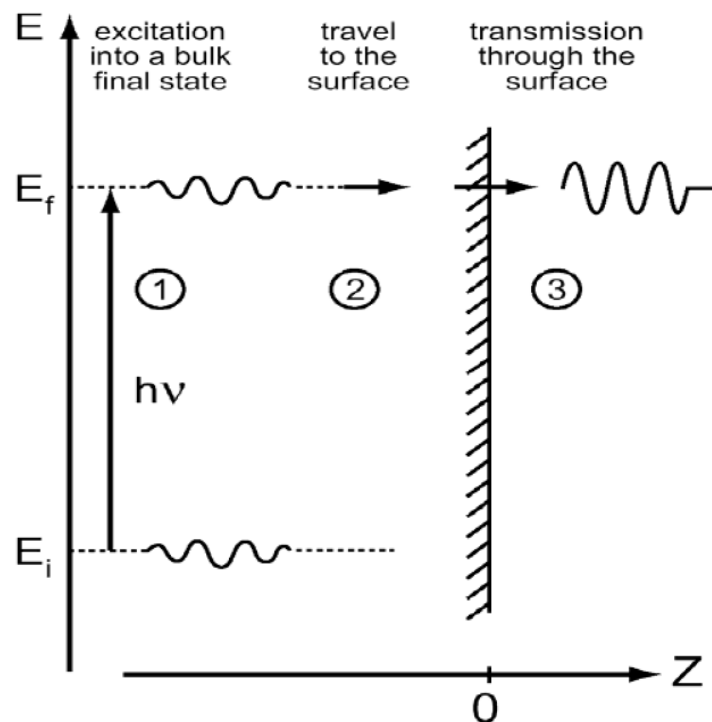 E
excitation
into a bulk
final state
travel
to the
surface
transmission
through the
surface
E_f
1
2
3
hν
E_i
0
Z